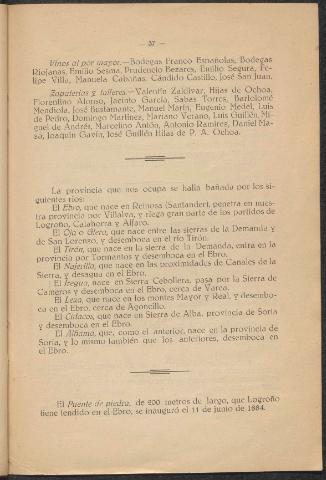 — 37 —
Vinos al por mayor.—Bodegas Franco Españolas, Bodegas
Riojanas, Emilio Sesma, Prudencio Bezares, Emilio Segura, Fe-
lipe Villa, Manuela Cabañas, Cándido Castillo, José San Juan.
Zapaterías y talleres.—Valentín Zaldívar, Hijas de Ochoa,
Florentino Alonso, Jacinto García, Sabas Torres, Bartolomé
Mendiola, José Bustamante, Manuel Marín, Eugenio Medel, Luis
de Pedro, Domingo Martínez, Mariano Verano, Luis Guillén, Mi-
guel de Andrés, Marcelino Antón, Antonio Ramírez, Daniel Ma-
so, Joaquín Gavín, José Guillén Hijas de P. A. Ochoa.
La provincia que nos ocupa se halla bañada por los si-
guientes ríos:
El Ebro, que nace en Reinosa (Santander), penetra en nues-
tra provincia por Villalva, y riega gran parte de los partidos de
Logroño, Calahorra y Alfaro.
El Oja o Glera, que nace entre las sierras de la Demanda y
de San Lorenzo, y desemboca en el río Tirón.
El Tirón, que nace en la sierra de la Demanda, entra en la
provincia por Tormantos y desemboca en el Ebro.
El Najerilla, que nace en las proximidades de Canales de la
Sierra, y desagua en el Ebro.
El Iregua, nace en Sierra Cebollera, pasa por la Sierra de
Cameros y desemboca en el Ebro, cerca de Varea.
El Leza, que nace en los montes Mayor y Real, y desembo-
ca en el Ebro, cerca de Agoncillo.
El Cidacos, que nace en Sierra de Alba, provincia de Soria
y desemboca en el Ebro.
El Alhama, que, como el anterior, nace en la provincia de
Soria, y lo mismo también que los anteriores, desemboca en
el Ebro.
El Puente de piedra, de 200 metros de largo, que Logroño
tiene tendido en el Ebro, se inauguró el 11 de junio de 1884.